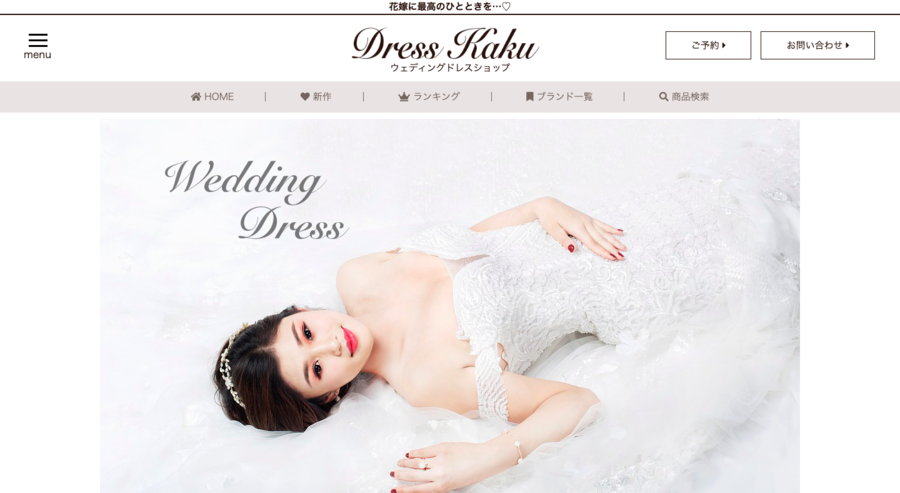 花嫁に最高のひとときを…♡
menu
Dress Kaku
ウェディングドレスショップ
ご予約
お問い合わせ
HOME | 新作 | ランキング | ブランド一覧 | 商品検索
Wedding
Dress